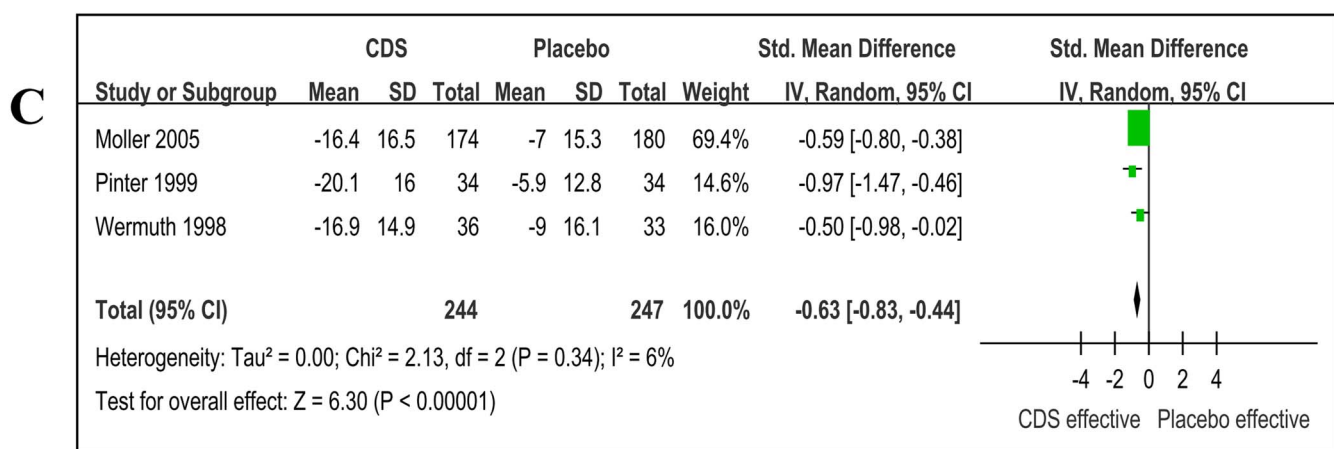 C
CDS Placebo Std. Mean Difference Std. Mean Difference
Study or Subgroup Mean SD Total Mean SD Total Weight IV, Random, 95% CI IV, Random, 95% CI
Moller 2005 -16.4 16.5 174 -7 15.3 180 69.4% -0.59 [-0.80, -0.38]
Pinter 1999 -20.1 16 34 -5.9 12.8 34 14.6% -0.97 [-1.47, -0.46]
Wermuth 1998 -16.9 14.9 36 -9 16.1 33 16.0% -0.50 [-0.98, -0.02]
Total (95% CI) 244 247 100.0% -0.63 [-0.83, -0.44]
Heterogeneity: Tau² = 0.00; Chi² = 2.13, df = 2 (P = 0.34); I² = 6%
Test for overall effect: Z = 6.30 (P < 0.00001)
-4 -2 0 2 4
CDS effective Placebo effective